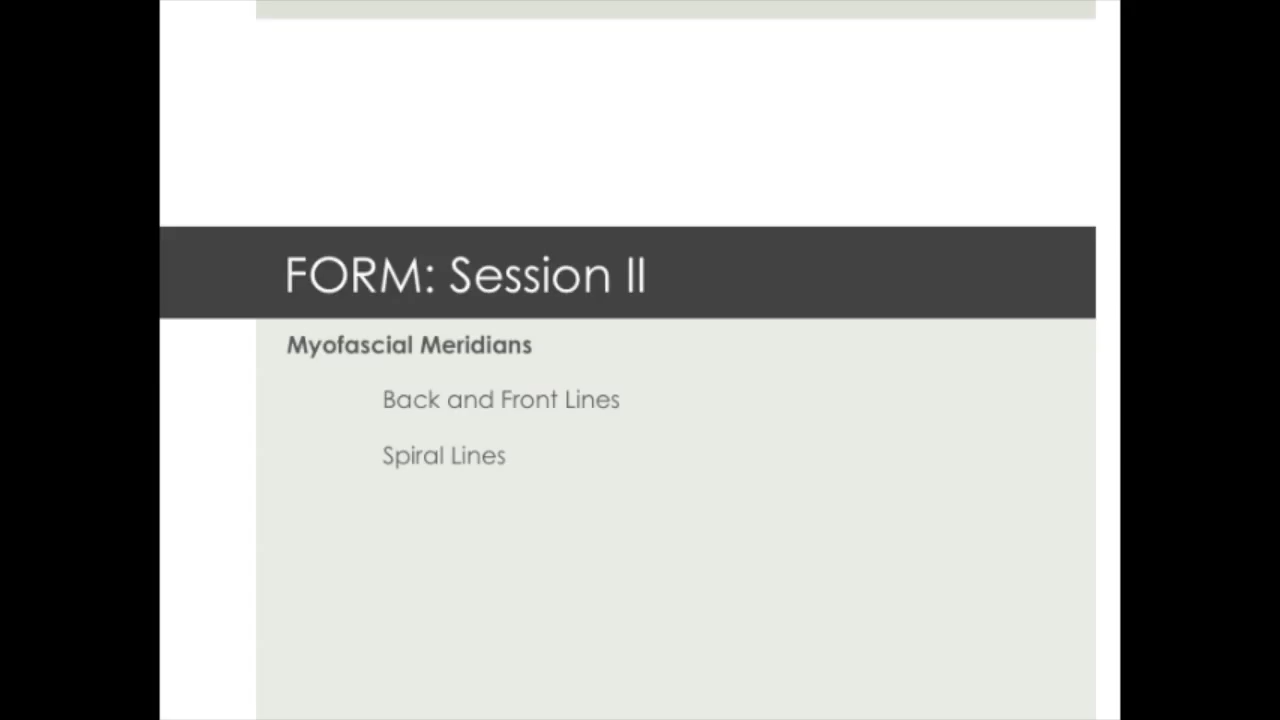 FORM: Session II
Myofascial Meridians
Back and Front Lines
Spiral Lines